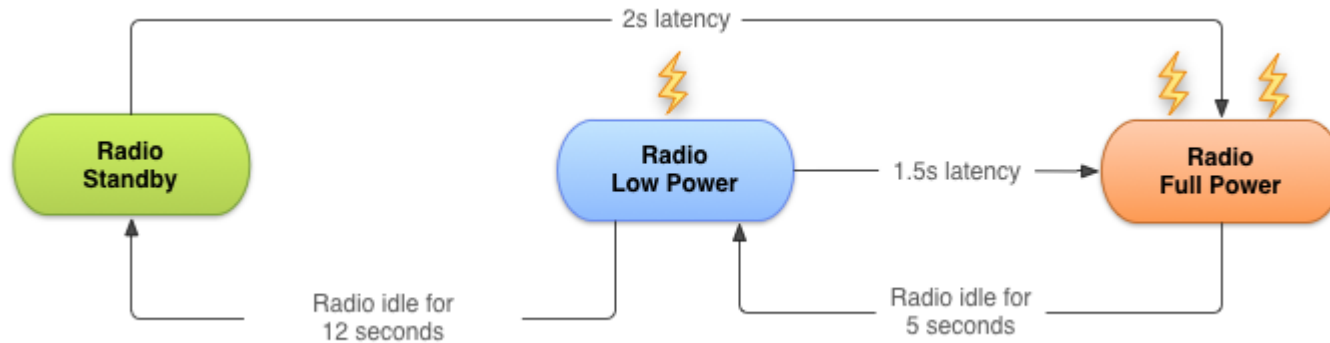 2s latency
Radio
Standby
Radio
Low Power
1.5s latency
Radio
Full Power
Radio idle for
12 seconds
Radio idle for
5 seconds